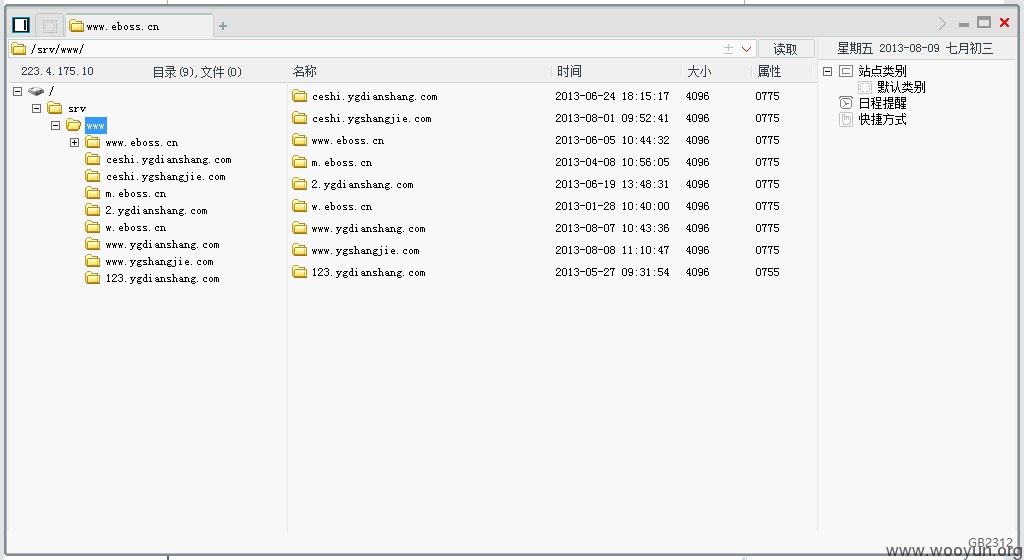 www.eboss.cn
/srv/www/ 读取 星期五 2013-08-09 七月初三
223.4.175.10 目录(9),文件(0) 名称 时间 大小 属性
/
srv
www
www.eboss.cn
ceshi.ygdianshang.com
ceshi.ygshangjie.com
m.eboss.cn
2.ygdianshang.com
w.eboss.cn
www.ygdianshang.com
www.ygshangjie.com
123.ygdianshang.com
ceshi.ygdianshang.com 2013-06-24 18:15:17 4096 0775
ceshi.ygshangjie.com 2013-08-01 09:52:41 4096 0775
www.eboss.cn 2013-06-05 10:44:32 4096 0775
m.eboss.cn 2013-04-08 10:56:05 4096 0775
2.ygdianshang.com 2013-06-19 13:48:31 4096 0775
w.eboss.cn 2013-01-28 10:40:00 4096 0775
www.ygdianshang.com 2013-08-07 10:43:36 4096 0775
www.ygshangjie.com 2013-08-08 11:10:47 4096 0775
123.ygdianshang.com 2013-05-27 09:31:54 4096 0755
站点类别
默认类别
日程提醒
快捷方式
GB2312
www.wooyun.org